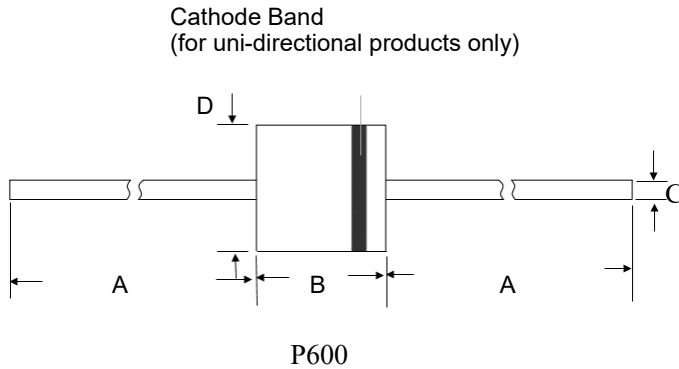 Cathode Band
(for uni-directional products only)
D
C
A
B
A
P600